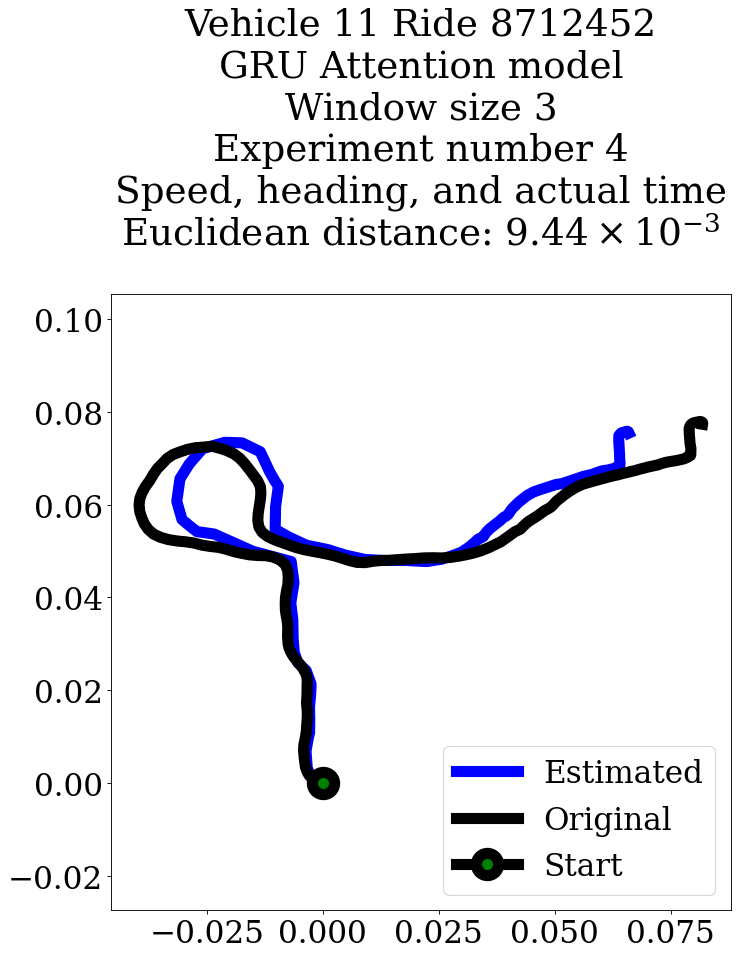 Vehicle 11 Ride 8712452
GRU Attention model
Window size 3
Experiment number 4
Speed, heading, and actual time
Euclidean distance: 9.44 × 10⁻³
0.10
0.08
0.06
0.04
0.02
0.00
−0.02
Estimated
Original
Start
−0.025 0.000 0.025 0.050 0.075